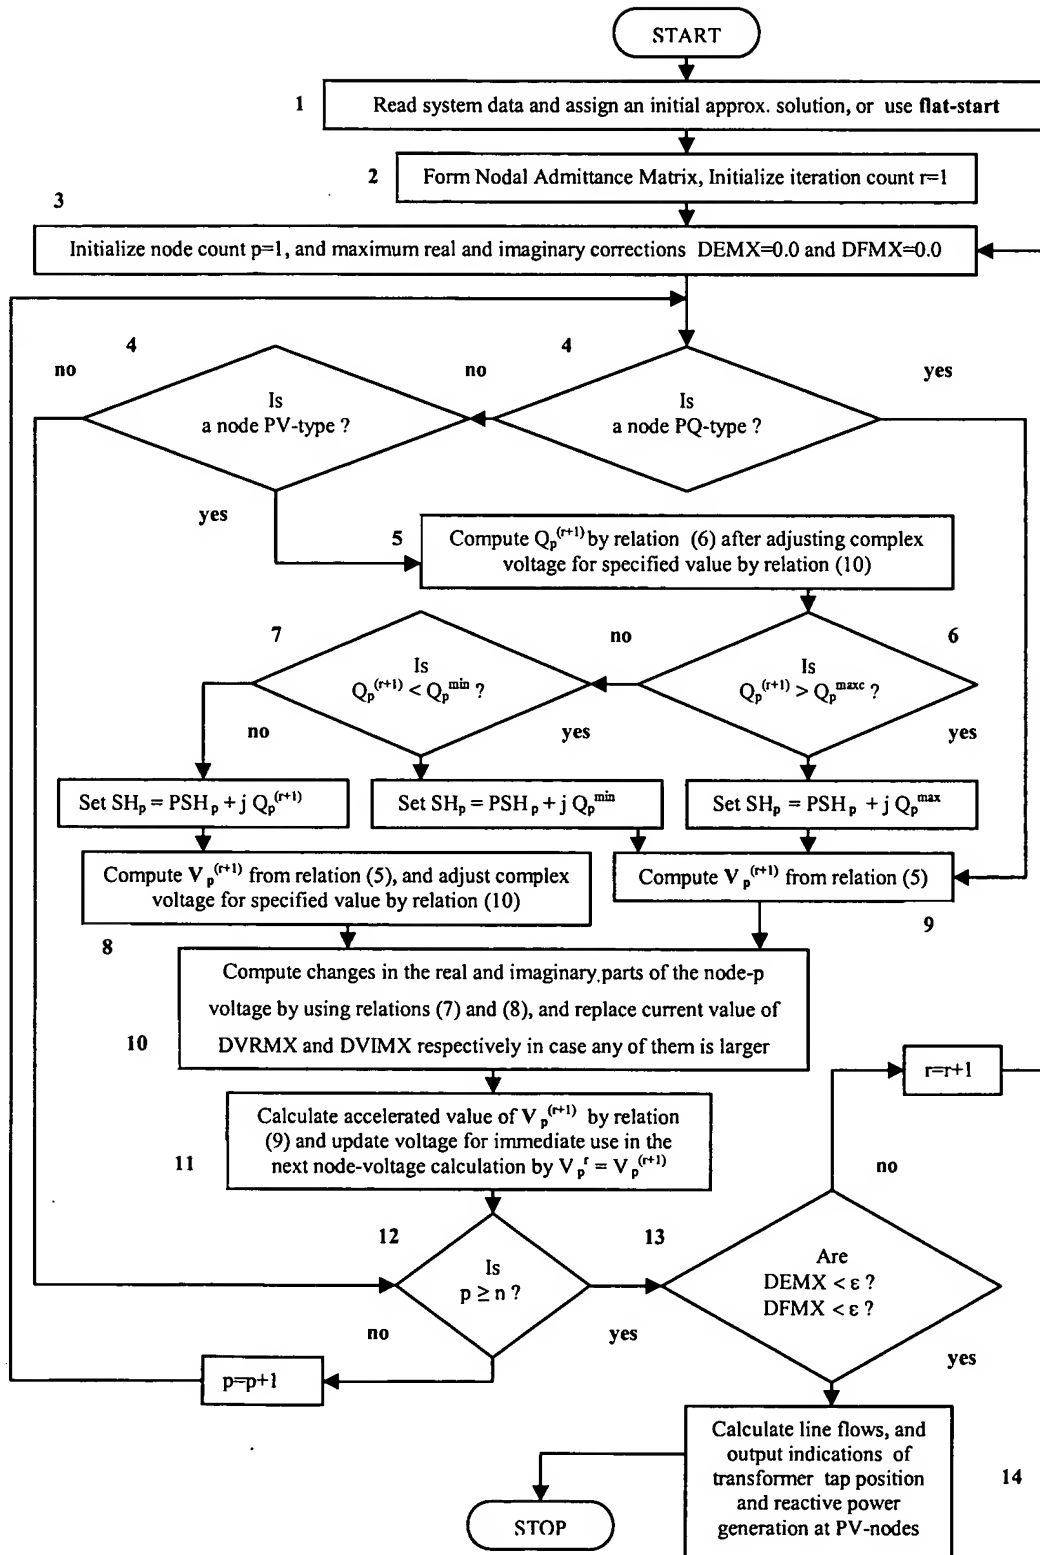 START
1
Read system data and assign an initial approx. solution, or use flat-start
2
Form Nodal Admittance Matrix, Initialize iteration count r=1
3
Initialize node count p=1, and maximum real and imaginary corrections DEMX=0.0 and DFMX=0.0
4
4
no
no
yes
Is
a node PV-type ?
Is
a node PQ-type ?
yes
5
Compute Qp^(r+1) by relation (6) after adjusting complex
voltage for specified value by relation (10)
7
no
6
Is
Qp^(r+1) < Qp^min ?
Is
Qp^(r+1) > Qp^maxc ?
no
yes
yes
Set SHp = PSHp + j Qp^(r+1)
Set SHp = PSHp + j Qp^min
Set SHp = PSHp + j Qp^max
Compute Vp^(r+1) from relation (5), and adjust complex
voltage for specified value by relation (10)
Compute Vp^(r+1) from relation (5)
8
9
Compute changes in the real and imaginary parts of the node-p
voltage by using relations (7) and (8), and replace current value of
DVRMX and DVIMX respectively in case any of them is larger
10
r=r+1
Calculate accelerated value of Vp^(r+1) by relation
(9) and update voltage for immediate use in the
next node-voltage calculation by Vp^r = Vp^(r+1)
11
no
12
13
Is
p ≥ n ?
Are
DEMX < ε ?
DFMX < ε ?
no
yes
yes
p=p+1
Calculate line flows, and
output indications of
transformer tap position
and reactive power
generation at PV-nodes
14
STOP